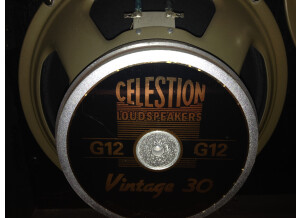 CELESTION
LOUDSPEAKERS
G12 G12
Vintage 30